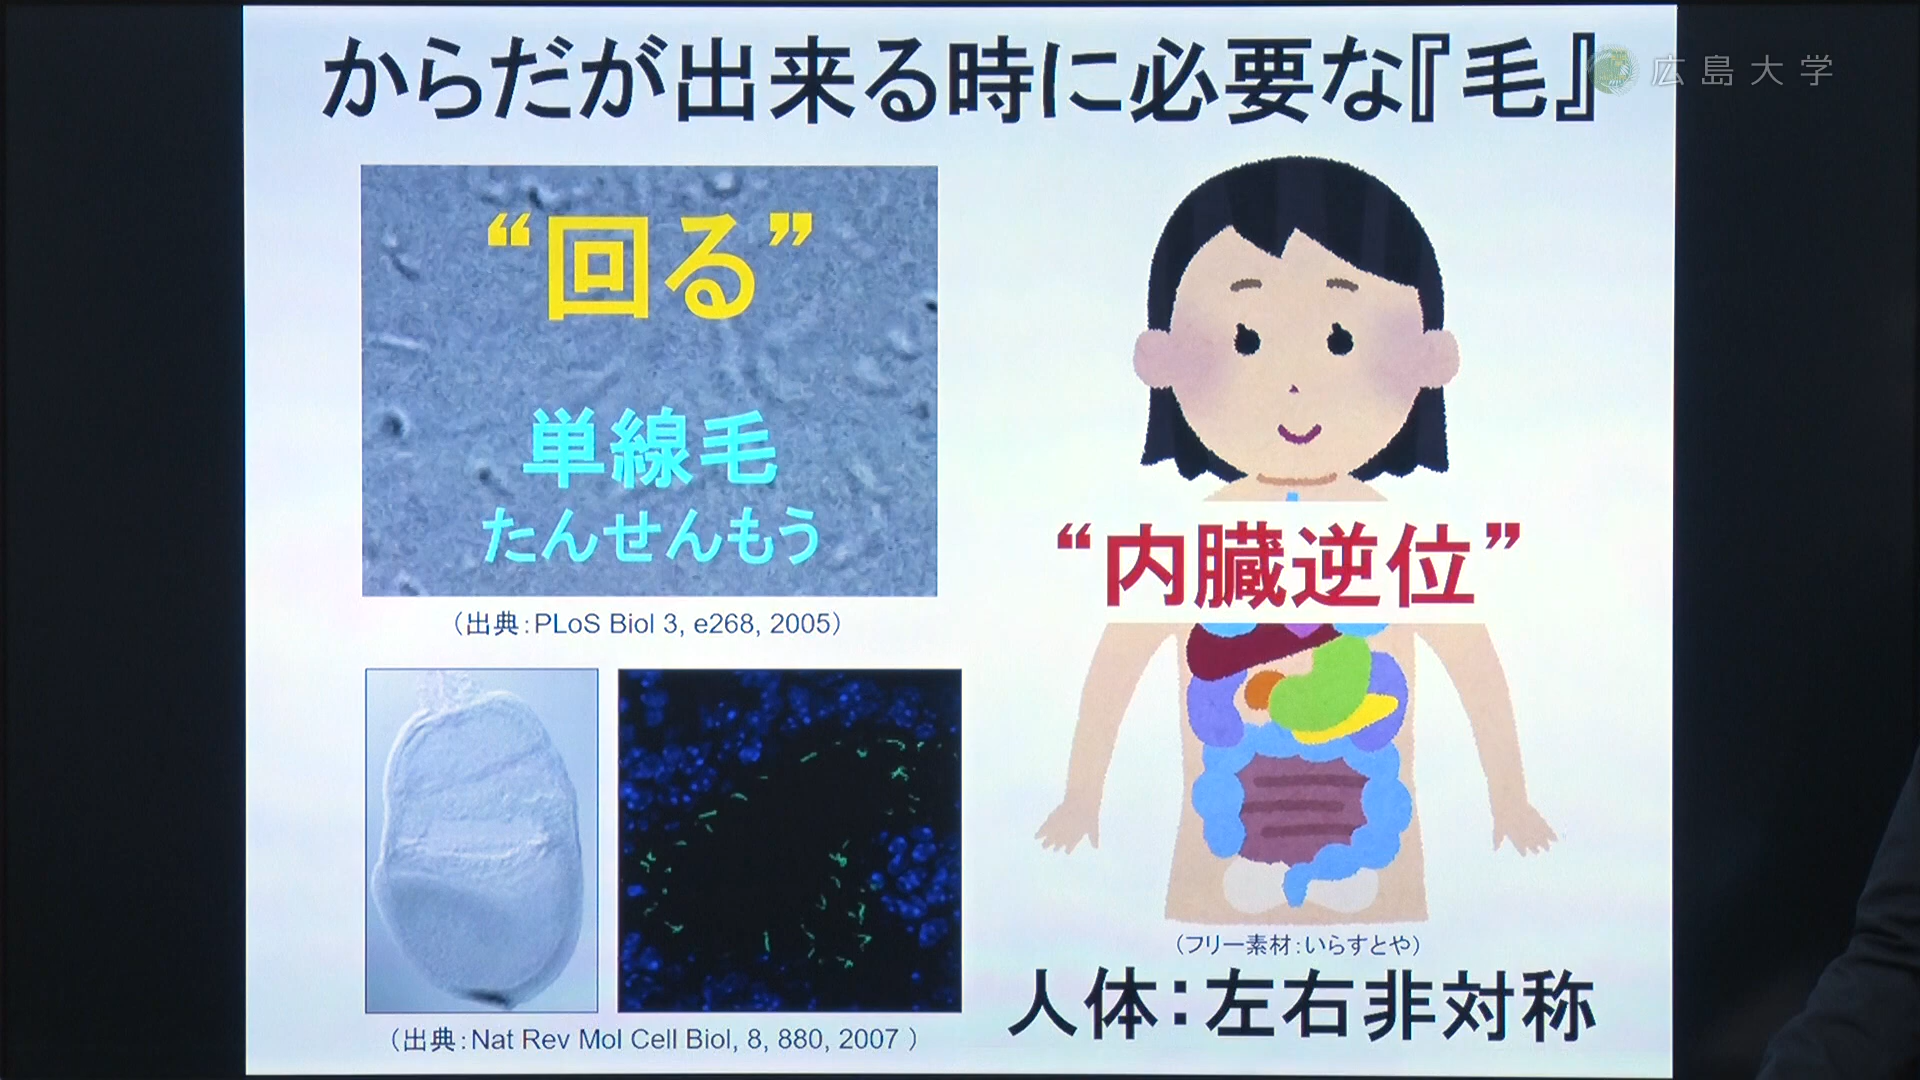 からだが出来る時に必要な『毛』
広島大学
“回る”
単線毛
たんせんもう
（出典：PLoS Biol 3, e268, 2005）
“内臓逆位”
（フリー素材：いらすとや）
（出典：Nat Rev Mol Cell Biol, 8, 880, 2007 ）
人体：左右非対称